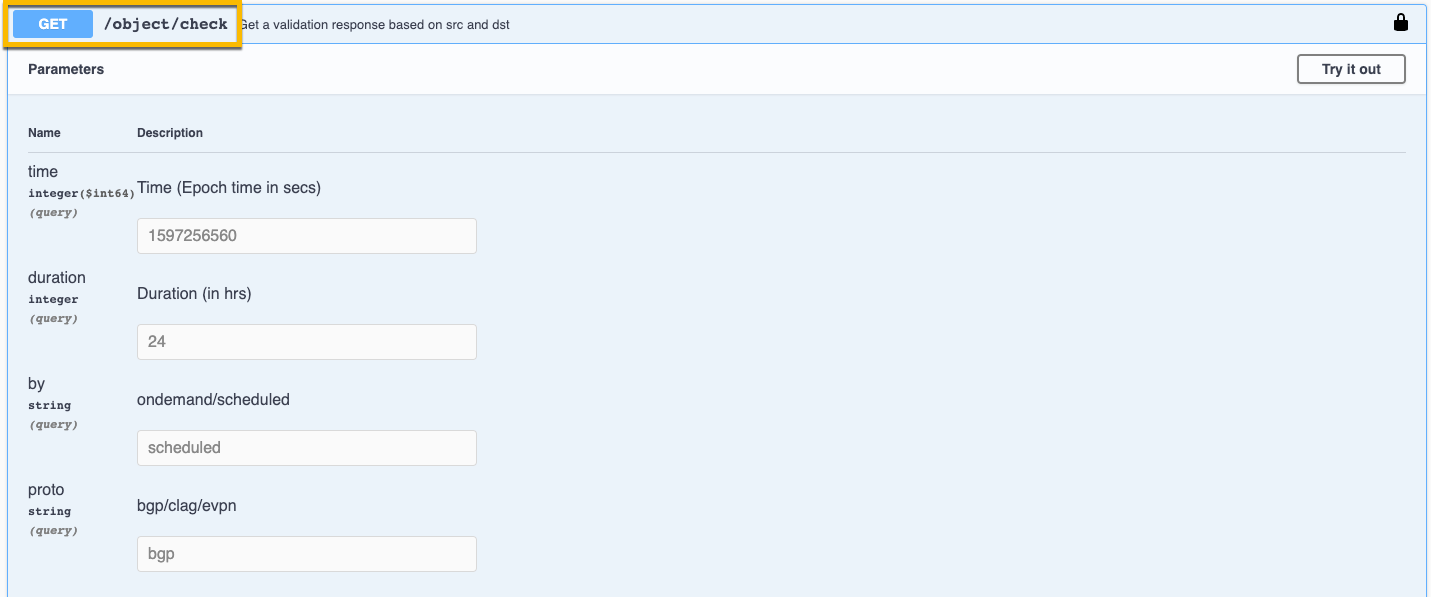 GET /object/check Get a validation response based on src and dst
Parameters
Try it out
Name Description
time
integer($int64)
(query)
Time (Epoch time in secs)
1597256560
duration
integer
(query)
Duration (in hrs)
24
by
string
(query)
ondemand/scheduled
scheduled
proto
string
(query)
bgp/clag/evpn
bgp